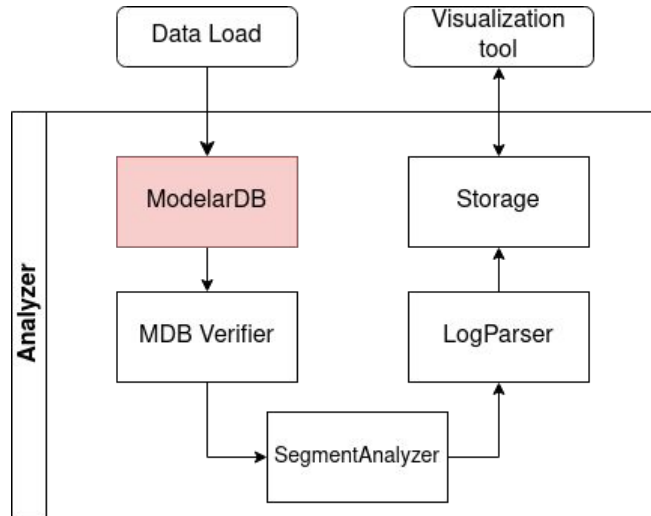 Data Load
Visualization
tool
Analyzer
ModelarDB
Storage
MDB Verifier
LogParser
SegmentAnalyzer